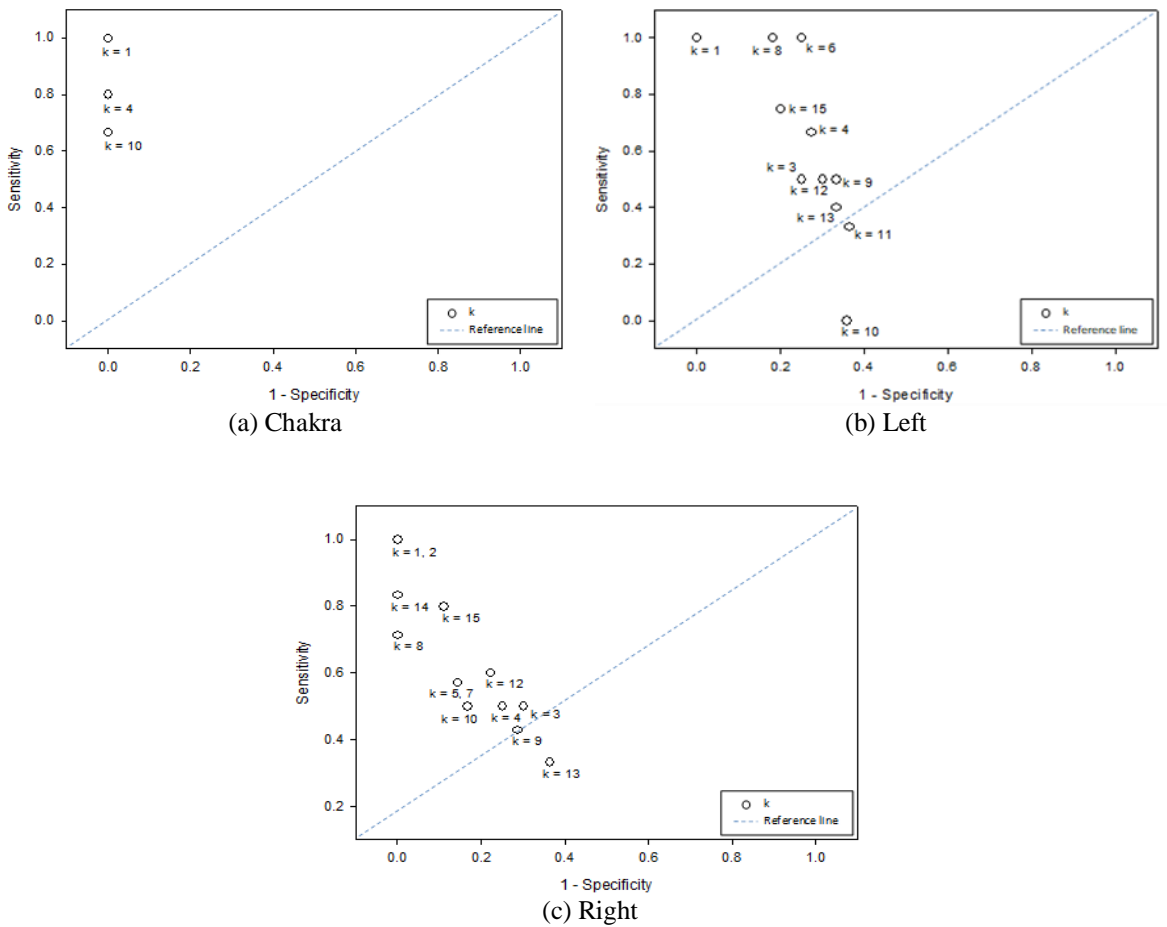 1.0
k = 1
0.8
k = 4
k = 10
0.6
Sensitivity
0.4
0.2
0.0
k
Reference line
0.0 0.2 0.4 0.6 0.8 1.0
1 - Specificity
(a) Chakra
1.0
k = 1 k = 8 k = 6
0.8
k = 15
k = 4
0.6
Sensitivity
k = 3
k = 9
k = 12
0.4
k = 13
k = 11
0.2
0.0
k = 10
k
Reference line
0.0 0.2 0.4 0.6 0.8 1.0
1 - Specificity
(b) Left
1.0
k = 1, 2
0.8
k = 14 k = 15
k = 8
Sensitivity
0.6
k = 12
k = 5, 7
k = 10 k = 4 k = 3
0.4
k = 9
k = 13
0.2
k
Reference line
0.0 0.2 0.4 0.6 0.8 1.0
1 - Specificity
(c) Right